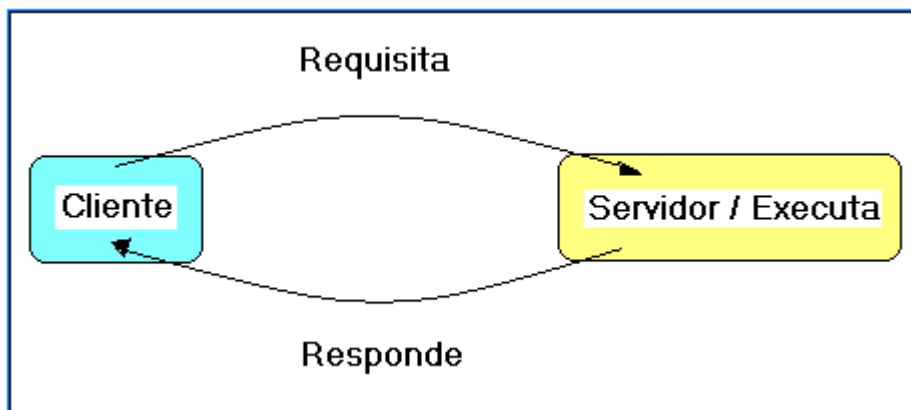 Requisita
Cliente
Servidor / Executa
Responde